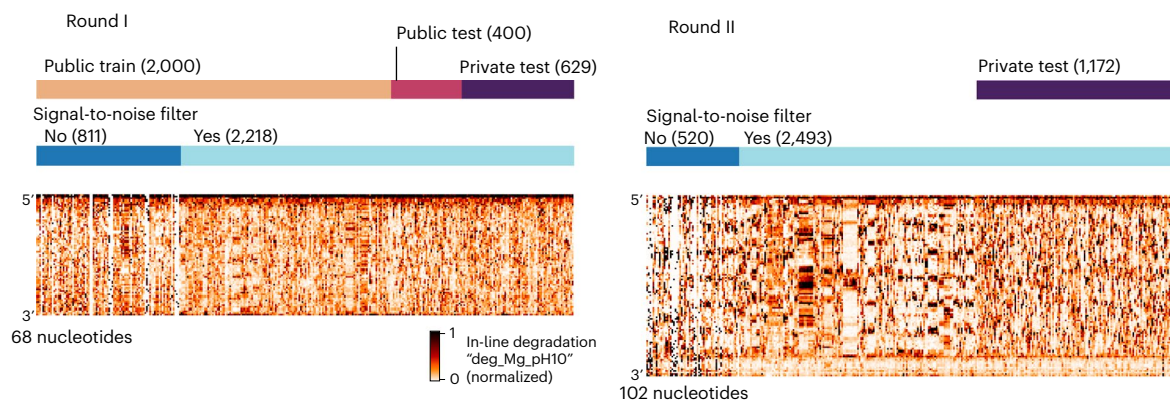 Round I
Public test (400)
Public train (2,000)
Private test (629)
Signal-to-noise filter
No (811)
Yes (2,218)
5′
3′
68 nucleotides
1
0
In-line degradation
“deg_Mg_pH10”
(normalized)
Round II
Private test (1,172)
Signal-to-noise filter
No (520)
Yes (2,493)
5′
3′
102 nucleotides